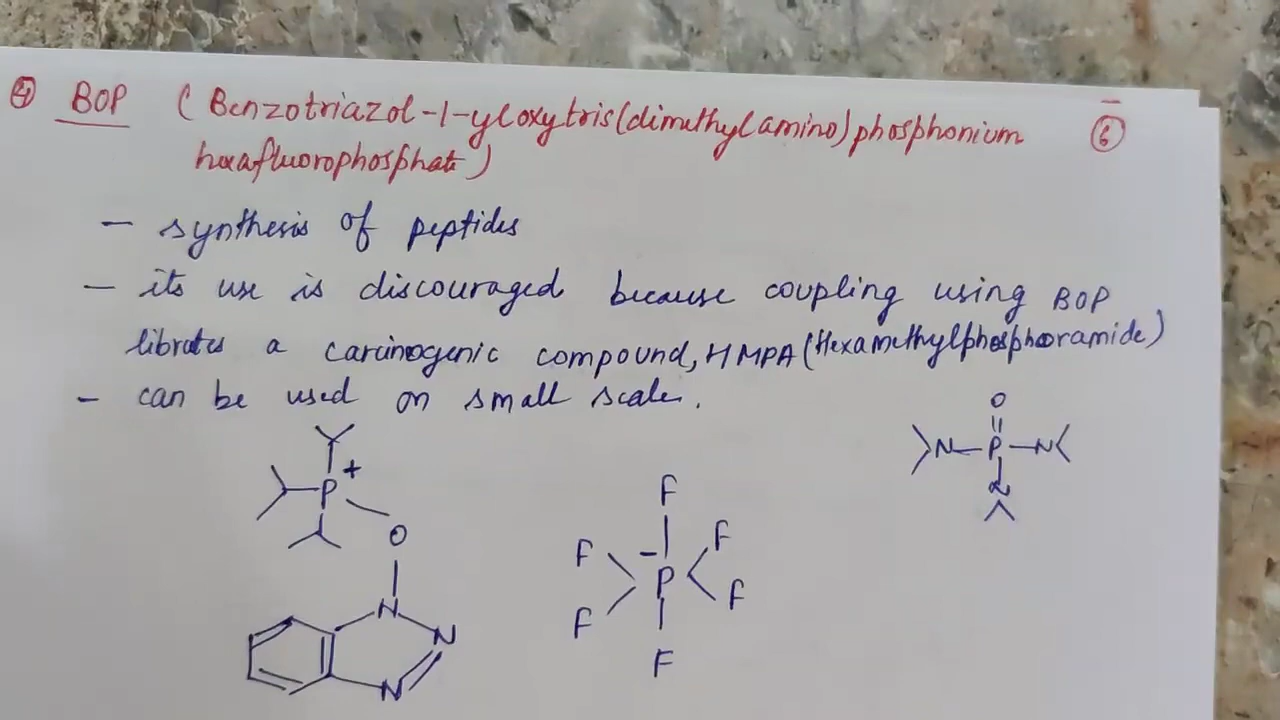 ④ BOP (Benzotriazol-1-yloxytris(dimethylamino)phosphonium
hexafluorophosphate)
⑥
- synthesis of peptides
- its use is discouraged because coupling using BOP
librates a carcinogenic compound, HMPA (Hexamethylphosphoramide)
- can be used on small scale.
O
N P N
N
P +
O
N
N
N
F
F - F
P
F F
F